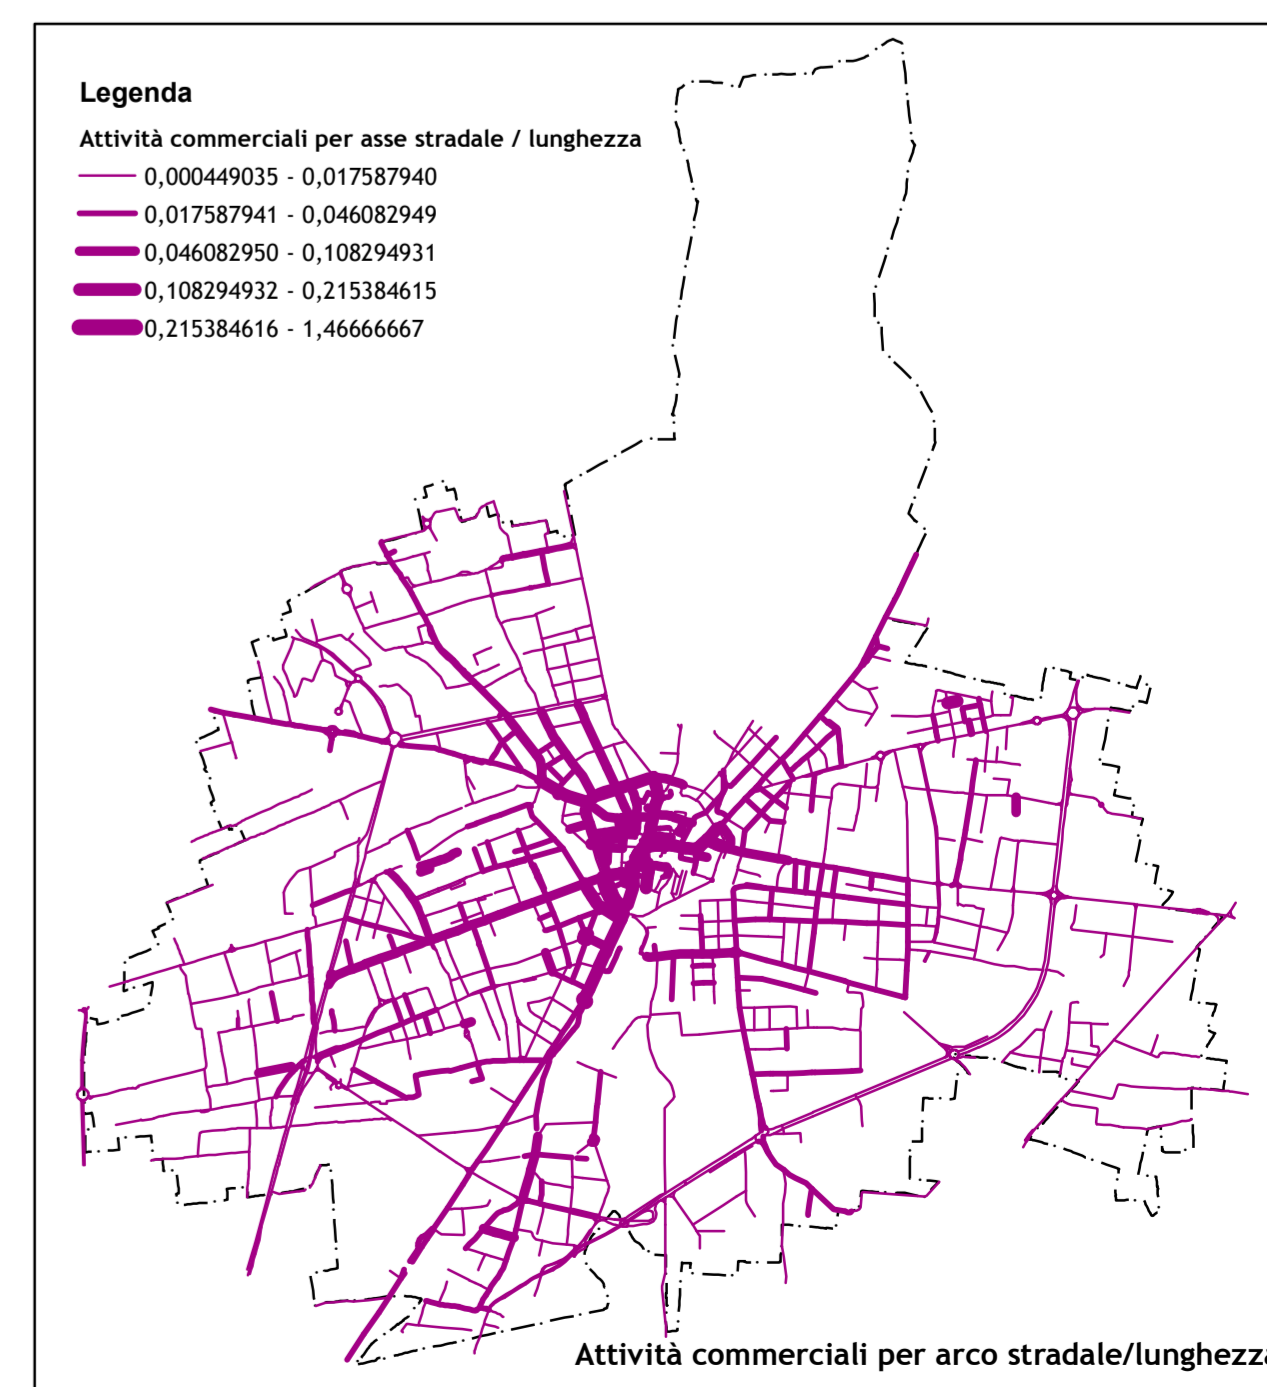 Legenda
Attività commerciali per asse stradale / lunghezza
0,000449035 - 0,017587940
0,017587941 - 0,046082949
0,046082950 - 0,108294931
0,108294932 - 0,215384615
0,215384616 - 1,46666667
Attività commerciali per arco stradale/lunghezza